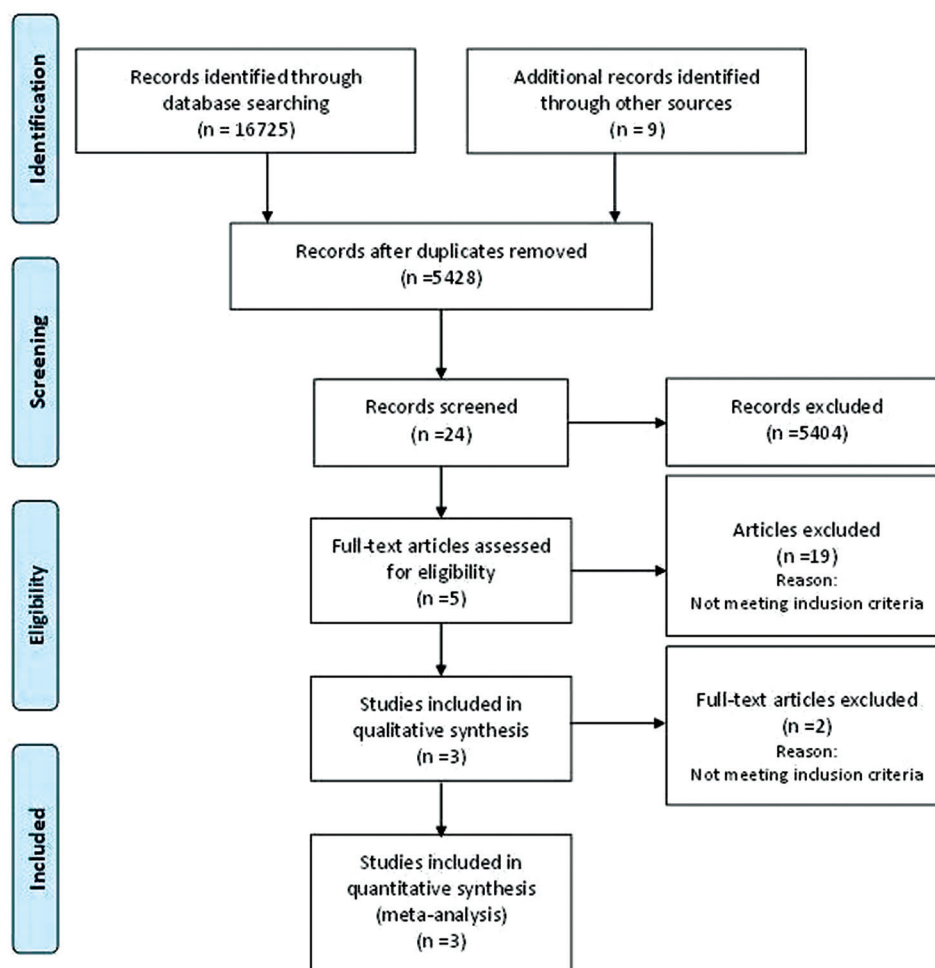 Identification
Records identified through
database searching
(n = 16725)
Additional records identified
through other sources
(n = 9)
Records after duplicates removed
(n =5428)
Screening
Records screened
(n =24)
Records excluded
(n =5404)
Eligibility
Full-text articles assessed
for eligibility
(n =5)
Articles excluded
(n =19)
Reason:
Not meeting inclusion criteria
Studies included in
qualitative synthesis
(n =3)
Full-text articles excluded
(n =2)
Reason:
Not meeting inclusion criteria
Included
Studies included in
quantitative synthesis
(meta-analysis)
(n =3)